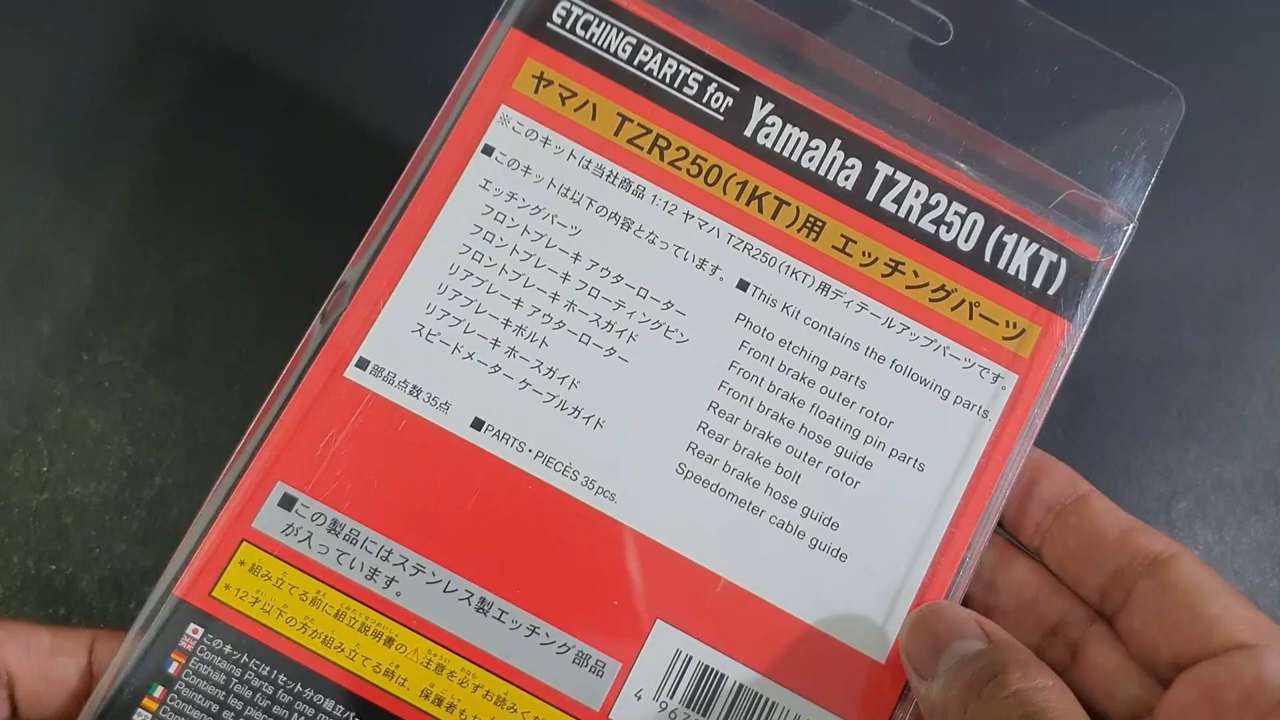 ETCHING PARTS for Yamaha TZR250 (1KT)
ヤマハ TZR250(1KT)用 エッチングパーツ
※このキットは当社商品 1:12 ヤマハ TZR250(1KT)用ディテールアップパーツです。
■このキットは以下の内容となっています。
エッチングパーツ
フロントブレーキ アウターローター
フロントブレーキ フローティングピン
フロントブレーキ ホースガイド
リアブレーキ アウターローター
リアブレーキボルト
リアブレーキ ホースガイド
スピードメーター ケーブルガイド
■部品点数35点
■This Kit contains the following parts.
Photo etching parts
Front brake outer rotor
Front brake floating pin parts
Front brake hose guide
Rear brake outer rotor
Rear brake bolt
Rear brake hose guide
Speedometer cable guide
■PARTS・PIECÈS 35 pcs.
■この製品にはステンレス製エッチング部品
が入っています。
*組み立てる前に組立説明書の⚠注意を必ずお読みくだ
*12才以下の方が組み立てる時は、保護者も
このキットには1セット分の組立パ
Contains Parts for one mo
Enthält Teile für ein M
Contient les piè
Peinture et
Contiene
4 967